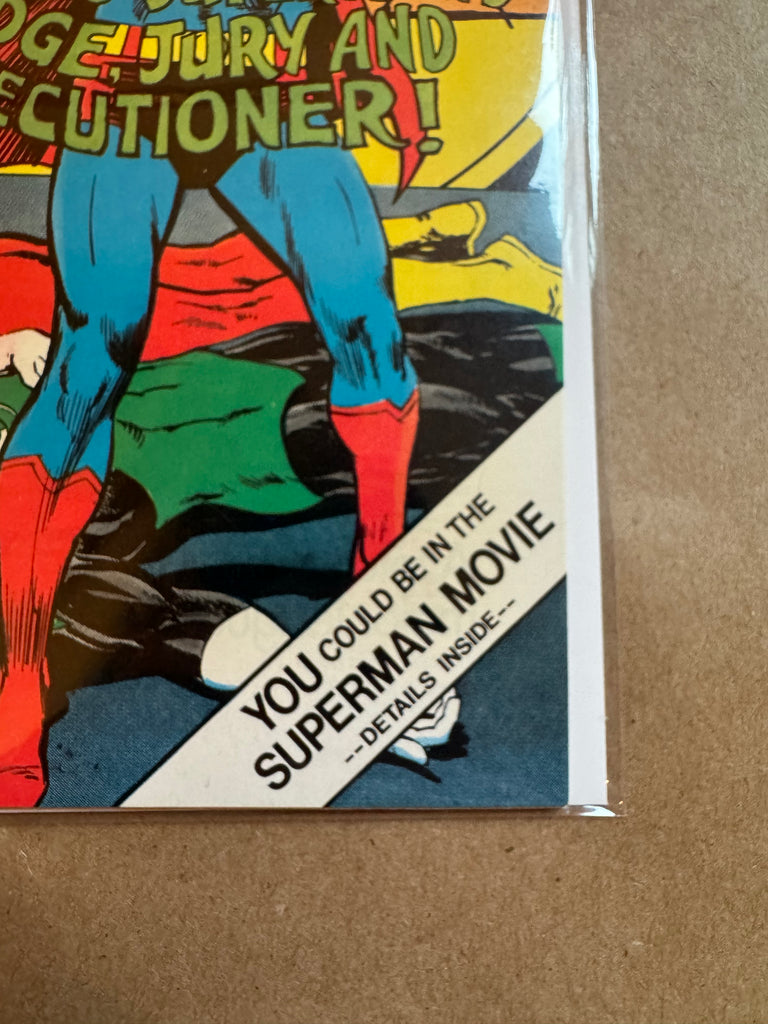 DGE, JURY AND
ECUTIONER!
YOU COULD BE IN THE
SUPERMAN MOVIE
--DETAILS INSIDE--